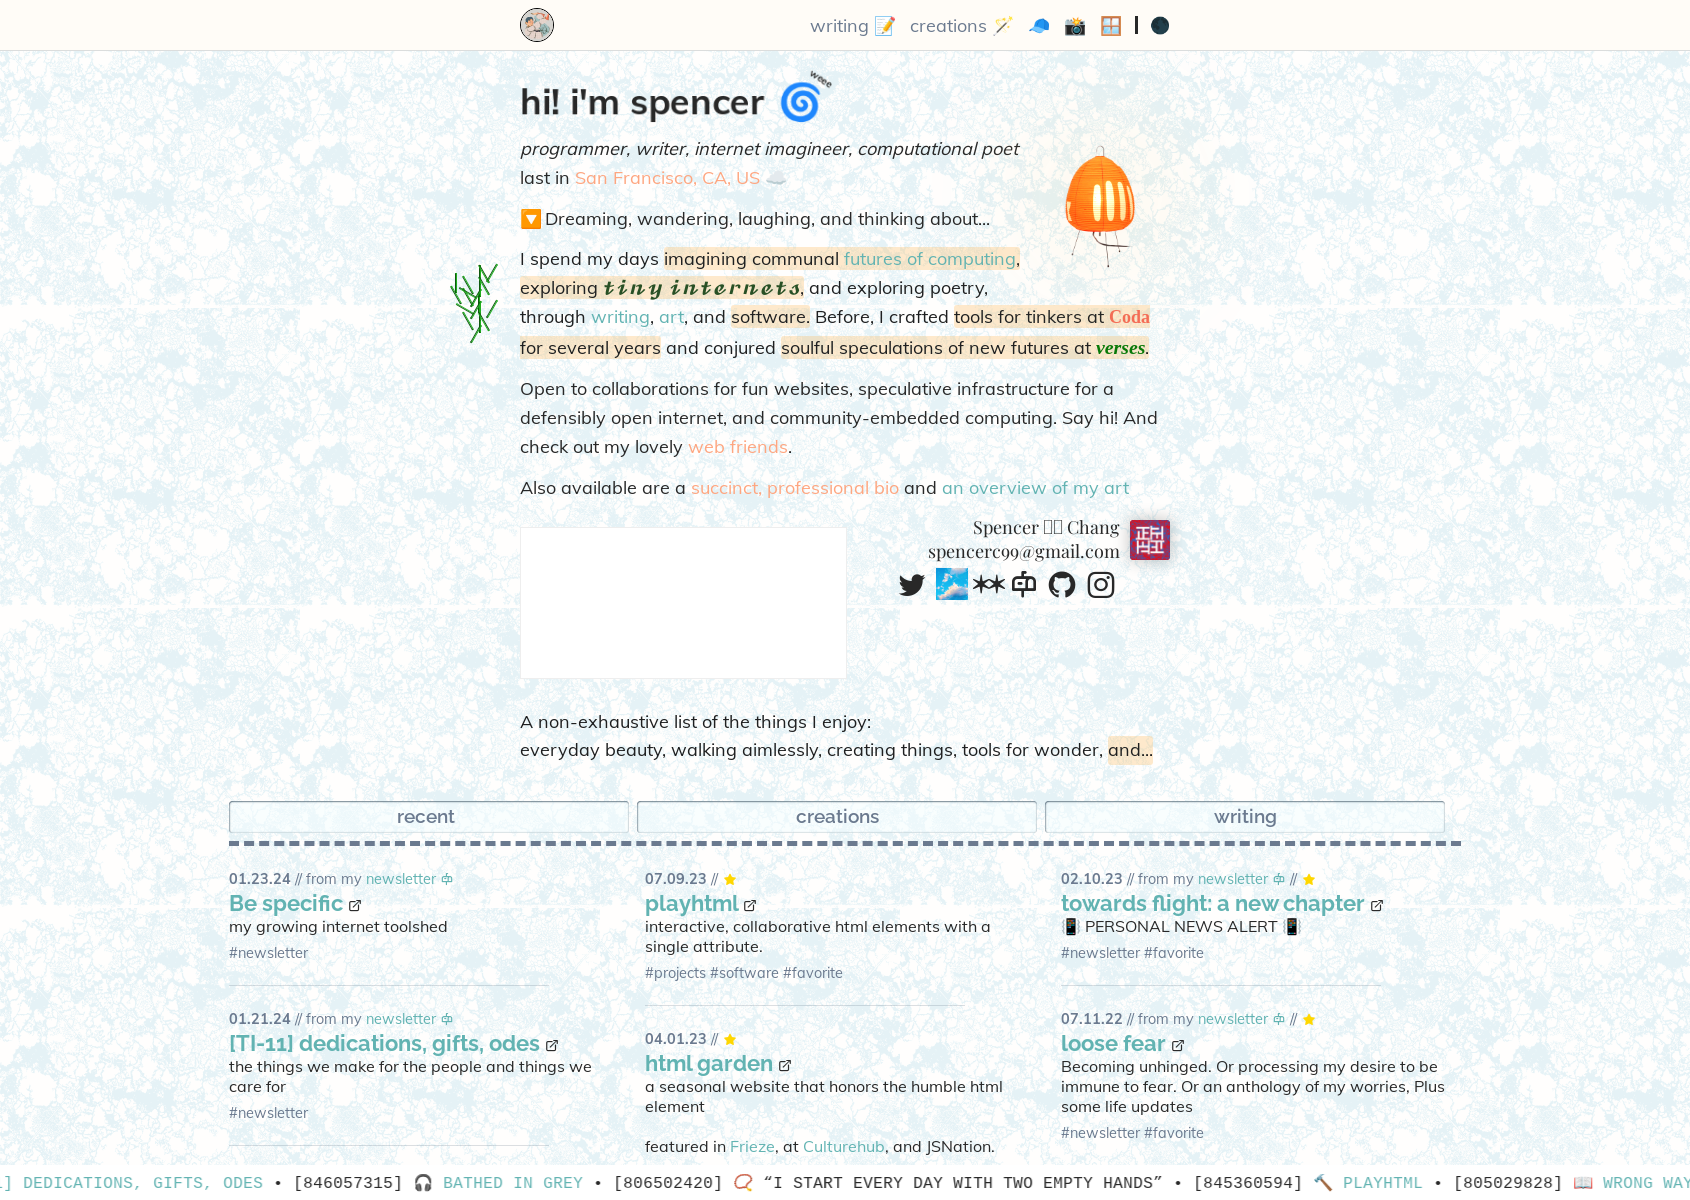 writing 📝 creations 🪄 🧢 📸 🪟 | 🌑
weee
hi! i'm spencer 🌀
programmer, writer, internet imagineer, computational poet
last in San Francisco, CA, US ☁️
🔽 Dreaming, wandering, laughing, and thinking about...
I spend my days imagining communal futures of computing,
exploring tiny internets, and exploring poetry,
through writing, art, and software. Before, I crafted tools for tinkers at Coda
for several years and conjured soulful speculations of new futures at verses.
Open to collaborations for fun websites, speculative infrastructure for a
defensibly open internet, and community-embedded computing. Say hi! And
check out my lovely web friends.
Also available are a succinct, professional bio and an overview of my art
Spencer Chang
spencerc99@gmail.com
A non-exhaustive list of the things I enjoy:
everyday beauty, walking aimlessly, creating things, tools for wonder, and...
recent
creations
writing
01.23.24 // from my newsletter
Be specific
my growing internet toolshed
#newsletter
01.21.24 // from my newsletter
[TI-11] dedications, gifts, odes
the things we make for the people and things we
care for
#newsletter
07.09.23 // ⭐
playhtml
interactive, collaborative html elements with a
single attribute.
#projects #software #favorite
04.01.23 // ⭐
html garden
a seasonal website that honors the humble html
element
featured in Frieze, at Culturehub, and JSNation.
02.10.23 // from my newsletter // ⭐
towards flight: a new chapter
📳 PERSONAL NEWS ALERT 📳
#newsletter #favorite
07.11.22 // from my newsletter // ⭐
loose fear
Becoming unhinged. Or processing my desire to be
immune to fear. Or an anthology of my worries, Plus
some life updates
#newsletter #favorite
] DEDICATIONS, GIFTS, ODES • [846057315] 🎧 BATHED IN GREY • [806502420] 📿 “I START EVERY DAY WITH TWO EMPTY HANDS” • [845360594] 🔨 PLAYHTML • [805029828] 📖 WRONG WAY